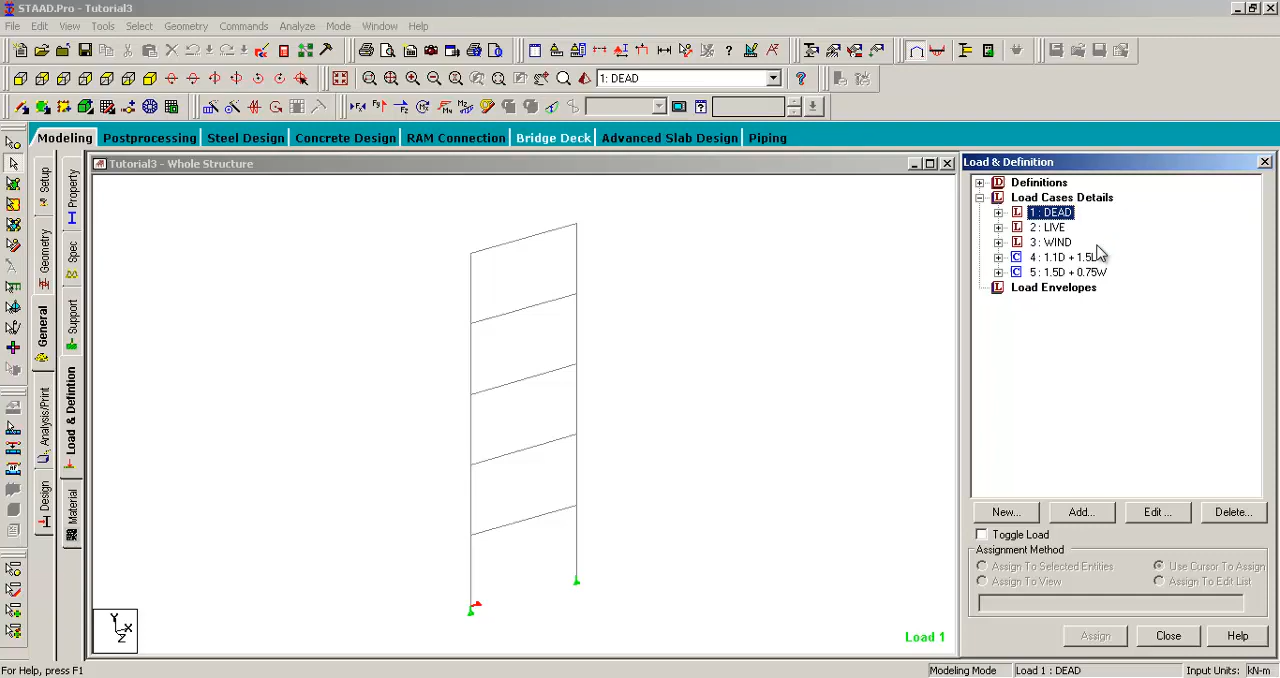 STAAD.Pro - Tutorial3
File Edit View Tools Select Geometry Commands Analyze Mode Window Help
1: DEAD
Modeling Postprocessing Steel Design Concrete Design RAM Connection Bridge Deck Advanced Slab Design Piping
Setup
Geometry
General
Analysis/Print
Design
Property
Spec
Support
Load & Defintion
Material
Tutorial3 - Whole Structure
Y
X
Z
Load 1
Load & Definition
Definitions
Load Cases Details
1 : DEAD
2 : LIVE
3 : WIND
4 : 1.1D + 1.5L
5 : 1.5D + 0.75W
Load Envelopes
New... Add... Edit ... Delete...
Toggle Load
Assignment Method
Assign To Selected Entities Use Cursor To Assign
Assign To View Assign To Edit List
Assign Close Help
For Help, press F1 Modeling Mode Load 1 : DEAD Input Units: kN-m